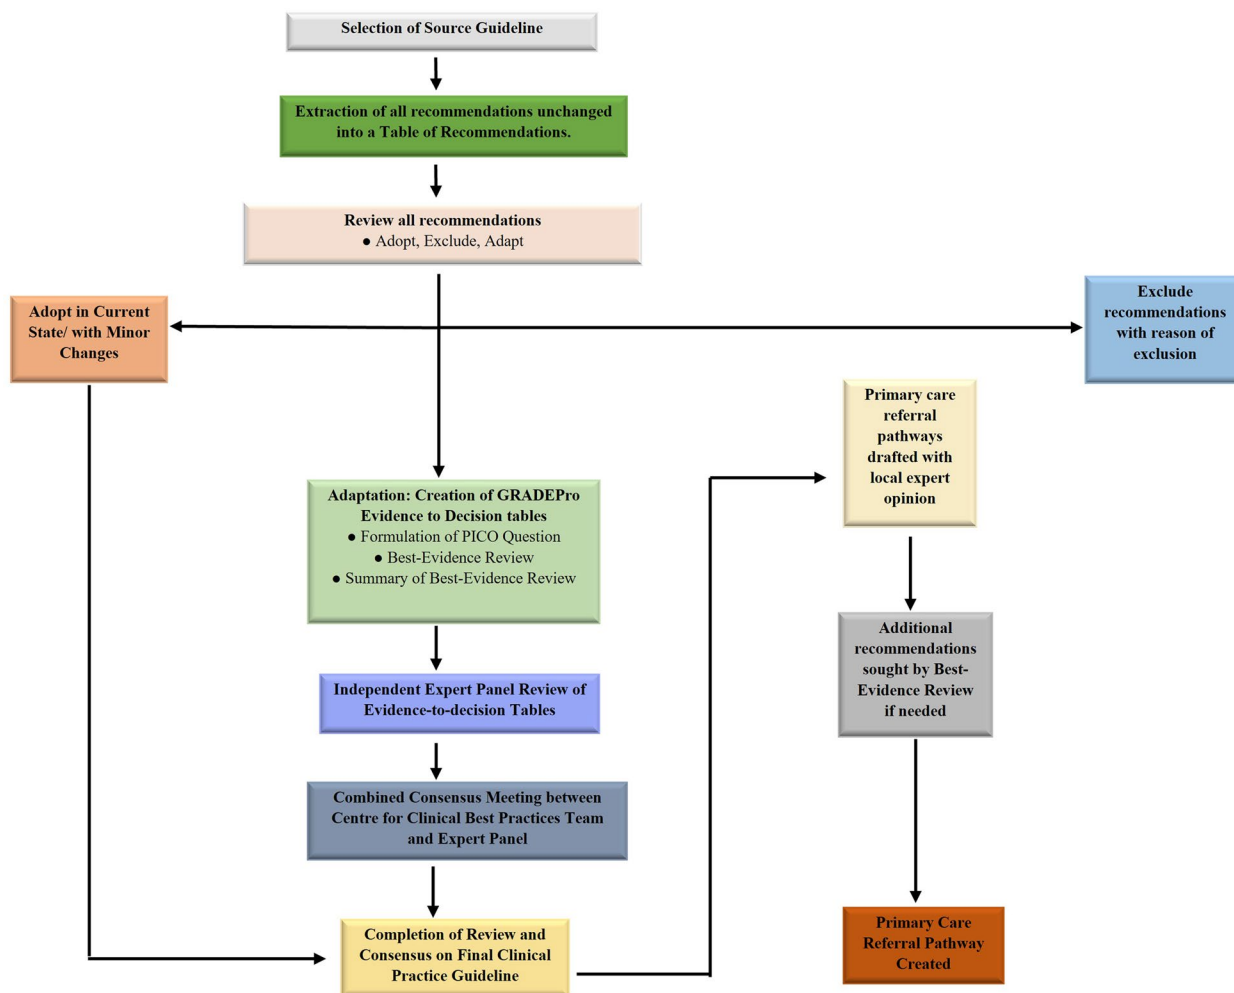 Selection of Source Guideline
Extraction of all recommendations unchanged
into a Table of Recommendations.
Review all recommendations
● Adopt, Exclude, Adapt
Adopt in Current
State/ with Minor
Changes
Exclude
recommendations
with reason of
exclusion
Adaptation: Creation of GRADEPro
Evidence to Decision tables
● Formulation of PICO Question
● Best-Evidence Review
● Summary of Best-Evidence Review
Independent Expert Panel Review of
Evidence-to-decision Tables
Combined Consensus Meeting between
Centre for Clinical Best Practices Team
and Expert Panel
Completion of Review and
Consensus on Final Clinical
Practice Guideline
Primary care
referral
pathways
drafted with
local expert
opinion
Additional
recommendations
sought by Best-
Evidence Review
if needed
Primary Care
Referral Pathway
Created